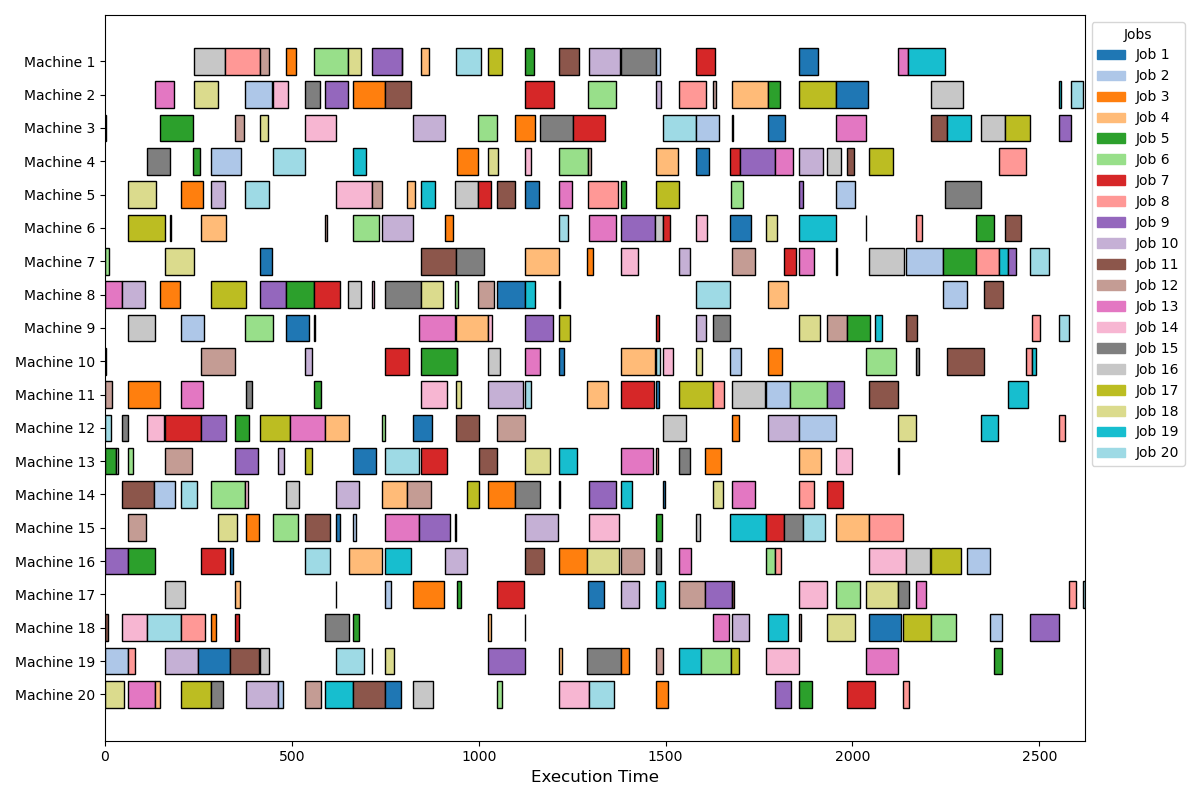 Machine 1
Machine 2
Machine 3
Machine 4
Machine 5
Machine 6
Machine 7
Machine 8
Machine 9
Machine 10
Machine 11
Machine 12
Machine 13
Machine 14
Machine 15
Machine 16
Machine 17
Machine 18
Machine 19
Machine 20
0 500 1000 1500 2000 2500
Execution Time
Jobs
Job 1
Job 2
Job 3
Job 4
Job 5
Job 6
Job 7
Job 8
Job 9
Job 10
Job 11
Job 12
Job 13
Job 14
Job 15
Job 16
Job 17
Job 18
Job 19
Job 20